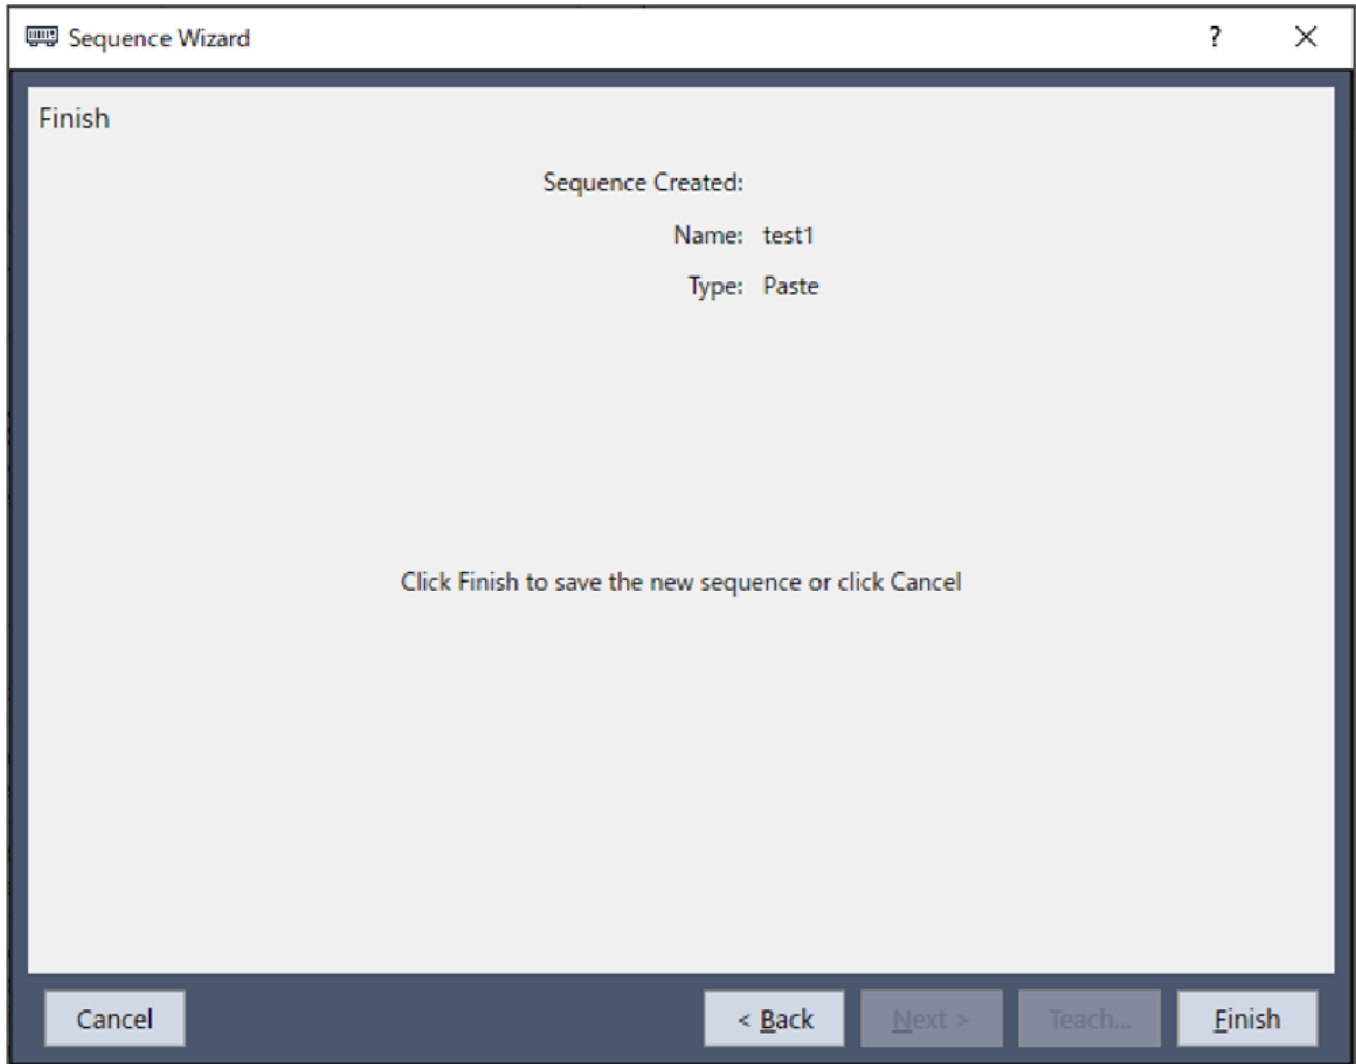 Sequence Wizard
?
Finish
Sequence Created:
Name: test1
Type: Paste
Click Finish to save the new sequence or click Cancel
Cancel
< Back
Next >
Teach...
Finish